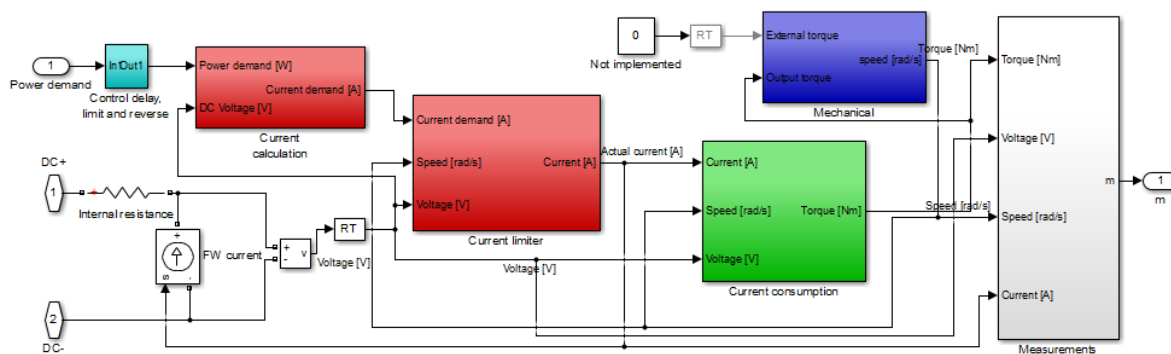 1
Power demand
In1Out1
Control delay,
limit and reverse
Power demand [W]
Current demand [A]
DC Voltage [V]
Current
calculation
0
Not implemented
RT
External torque
speed [rad/s]
Output torque
Mechanical
Torque [Nm]
Torque [Nm]
Voltage [V]
m
Speed [rad/s]
Speed [rad/s]
Current [A]
Measurements
1
m
Current demand [A]
Speed [rad/s]
Current [A]
Voltage [V]
Current limiter
Actual current [A]
Current [A]
Speed [rad/s]
Torque [Nm]
Voltage [V]
Current consumption
DC+
1
+
Internal resistance
+
s
-
FW current
+
-
v
RT
Voltage [V]
Voltage [V]
2
DC-